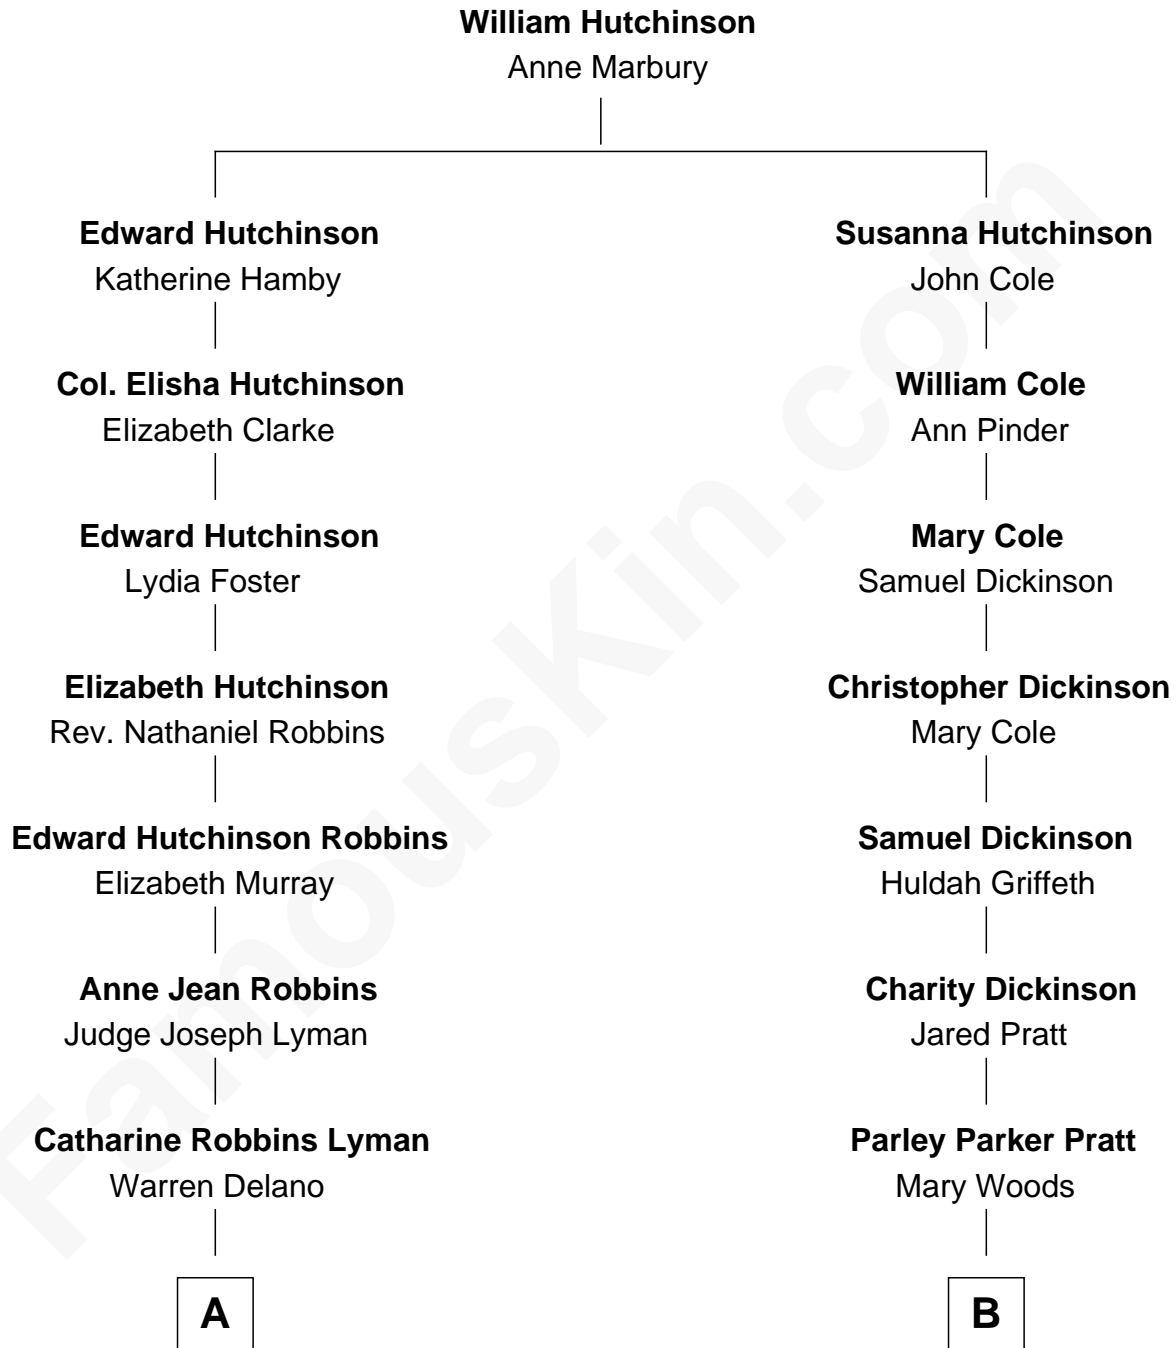 William Hutchinson
Anne Marbury
Edward Hutchinson
Katherine Hamby
Susanna Hutchinson
John Cole
Col. Elisha Hutchinson
Elizabeth Clarke
William Cole
Ann Pinder
Edward Hutchinson
Lydia Foster
Mary Cole
Samuel Dickinson
Elizabeth Hutchinson
Rev. Nathaniel Robbins
Christopher Dickinson
Mary Cole
Edward Hutchinson Robbins
Elizabeth Murray
Samuel Dickinson
Huldah Griffeth
Anne Jean Robbins
Judge Joseph Lyman
Charity Dickinson
Jared Pratt
Catharine Robbins Lyman
Warren Delano
Parley Parker Pratt
Mary Woods
A
B
FamousKin.com